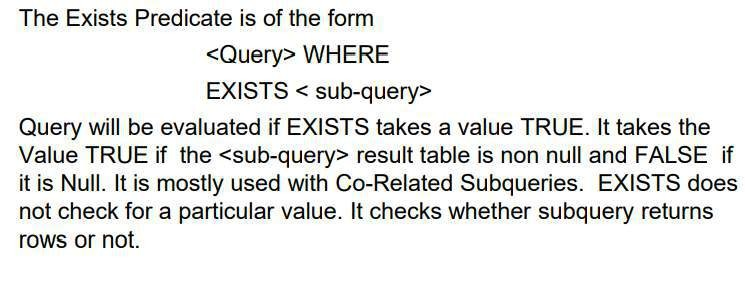 The Exists Predicate is of the form
<Query> WHERE
EXISTS < sub-query>
Query will be evaluated if EXISTS takes a value TRUE. It takes the
Value TRUE if  the <sub-query> result table is non null and FALSE  if
it is Null. It is mostly used with Co-Related Subqueries.  EXISTS does
not check for a particular value. It checks whether subquery returns
rows or not.